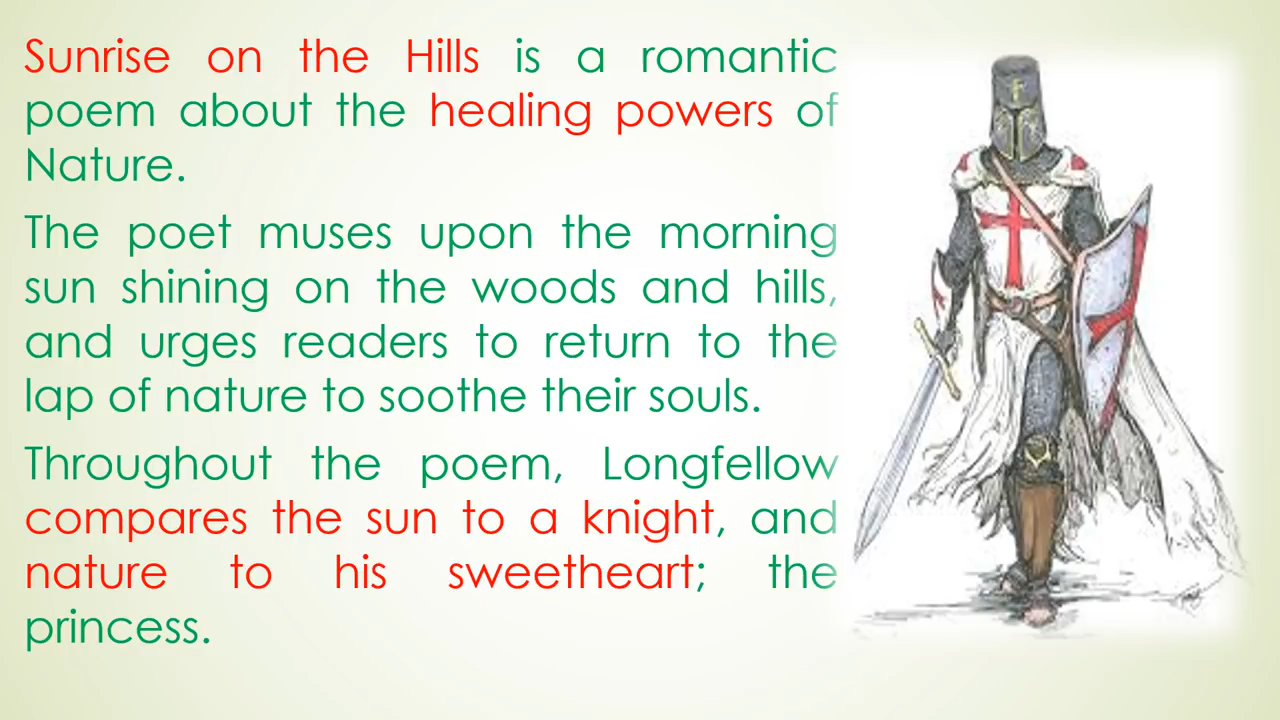 Sunrise on the Hills is a romantic
poem about the healing powers of
Nature.
The poet muses upon the morning
sun shining on the woods and hills,
and urges readers to return to the
lap of nature to soothe their souls.
Throughout the poem, Longfellow
compares the sun to a knight, and
nature to his sweetheart; the
princess.